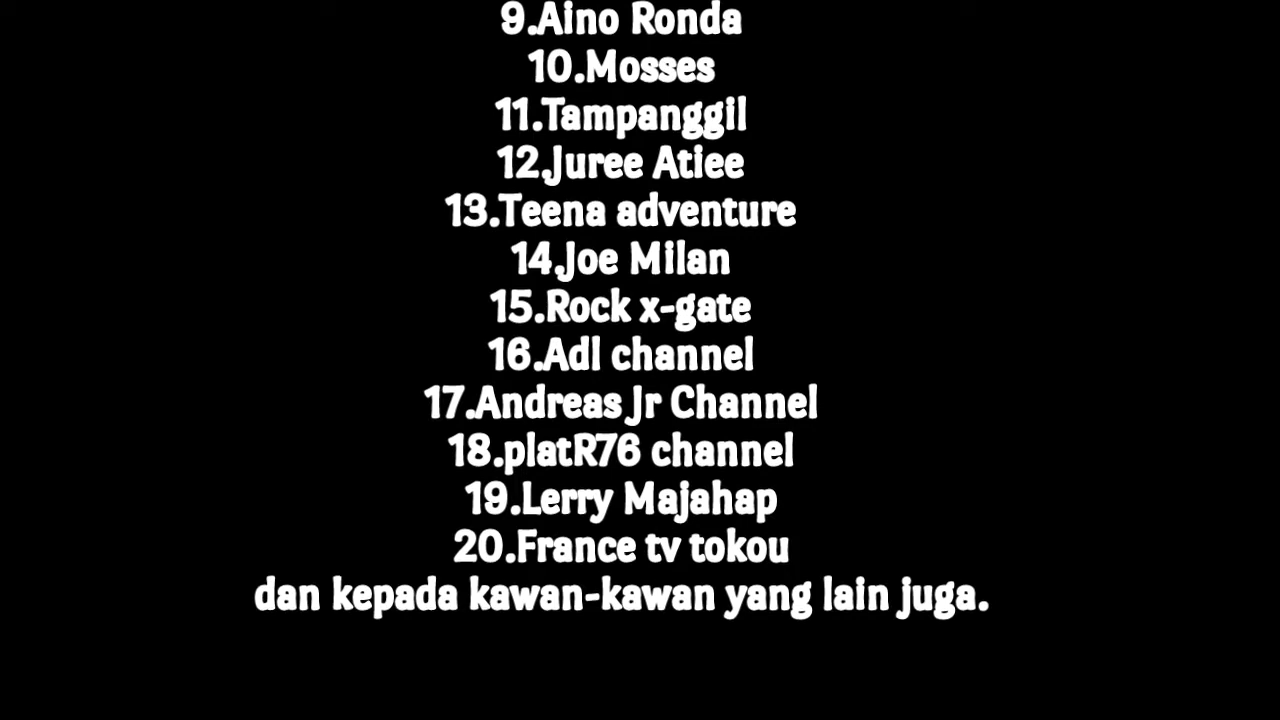 9.Aino Ronda
10.Mosses
11.Tampanggil
12.Juree Atiee
13.Teena adventure
14.Joe Milan
15.Rock x-gate
16.Adl channel
17.Andreas Jr Channel
18.platR76 channel
19.Lerry Majahap
20.France tv tokou
dan kepada kawan-kawan yang lain juga.